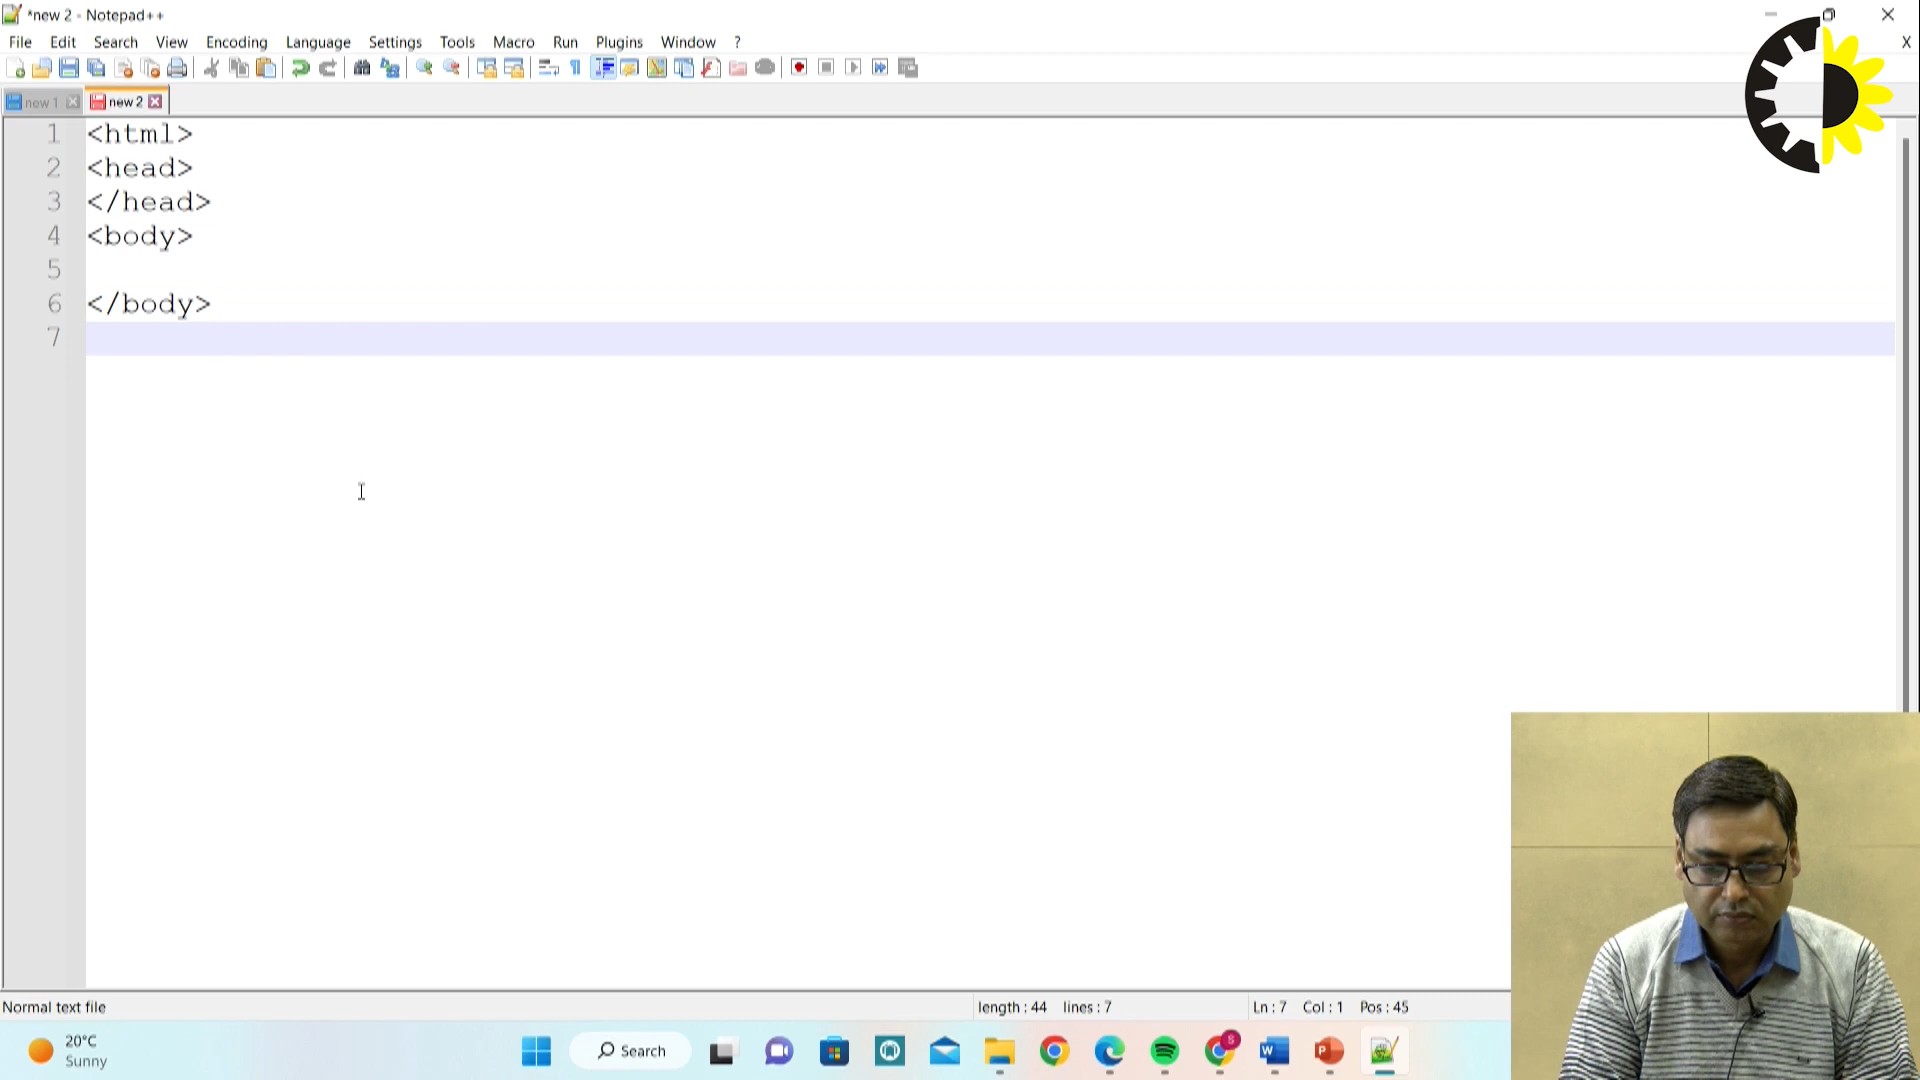 *new 2 - Notepad++
File Edit Search View Encoding Language Settings Tools Macro Run Plugins Window ?
X
new 1 new 2
1 <html>
2 <head>
3 </head>
4 <body>
5
6 </body>
7
Normal text file length : 44 lines : 7 Ln : 7 Col : 1 Pos : 45
20°C
Sunny
Search
S
W
P